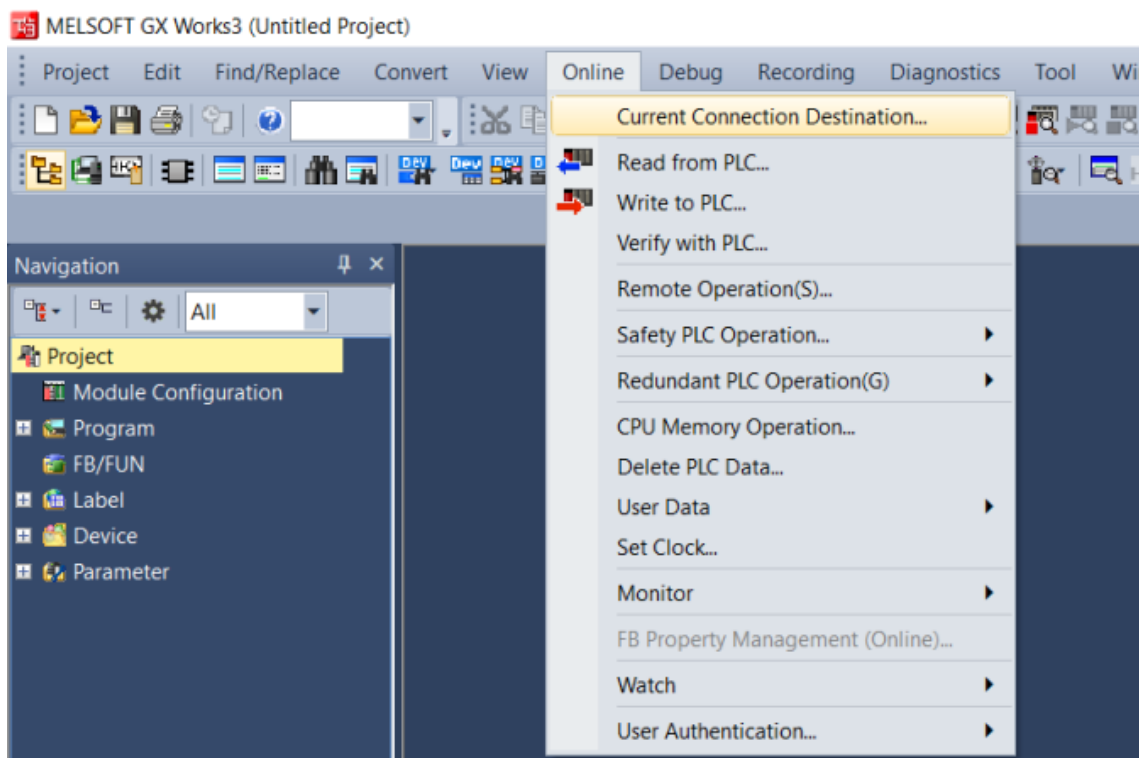 MELSOFT GX Works3 (Untitled Project)
Project Edit Find/Replace Convert View Online Debug Recording Diagnostics Tool Wi
Current Connection Destination...
Read from PLC...
Write to PLC...
Verify with PLC...
Remote Operation(S)...
Safety PLC Operation...
Redundant PLC Operation(G)
CPU Memory Operation...
Delete PLC Data...
User Data
Set Clock...
Monitor
FB Property Management (Online)...
Watch
User Authentication...
Navigation
All
Project
Module Configuration
Program
FB/FUN
Label
Device
Parameter